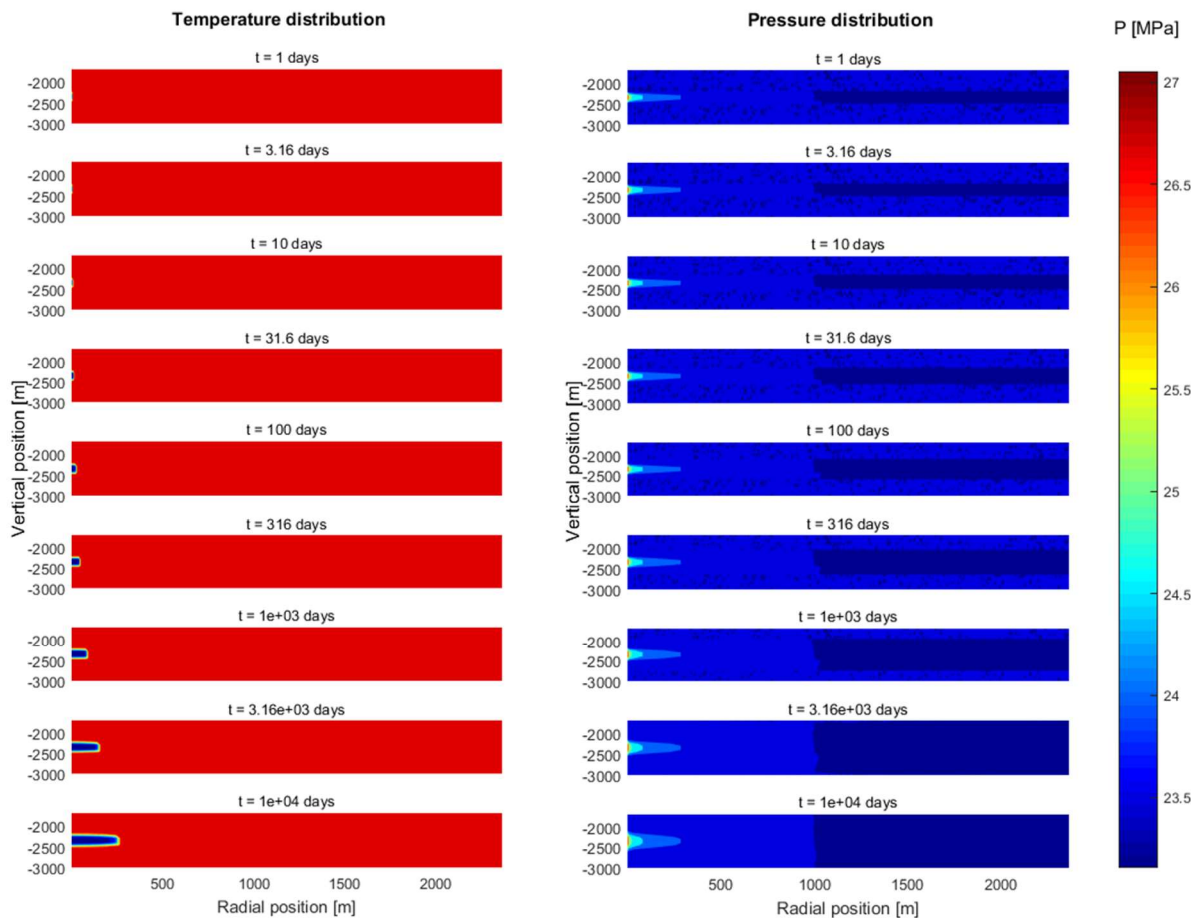 Temperature distribution
Pressure distribution
P [MPa]
t = 1 days
-2000
-2500
-3000
t = 1 days
-2000
-2500
-3000
t = 3.16 days
-2000
-2500
-3000
t = 3.16 days
-2000
-2500
-3000
t = 10 days
-2000
-2500
-3000
t = 10 days
-2000
-2500
-3000
t = 31.6 days
-2000
-2500
-3000
t = 31.6 days
-2000
-2500
-3000
t = 100 days
-2000
-2500
-3000
t = 100 days
-2000
-2500
-3000
t = 316 days
-2000
-2500
-3000
t = 316 days
-2000
-2500
-3000
t = 1e+03 days
-2000
-2500
-3000
t = 1e+03 days
-2000
-2500
-3000
t = 3.16e+03 days
-2000
-2500
-3000
t = 3.16e+03 days
-2000
-2500
-3000
t = 1e+04 days
-2000
-2500
-3000
t = 1e+04 days
-2000
-2500
-3000
Vertical position [m]
Vertical position [m]
500 1000 1500 2000
500 1000 1500 2000
Radial position [m]
Radial position [m]
27
26.5
26
25.5
25
24.5
24
23.5